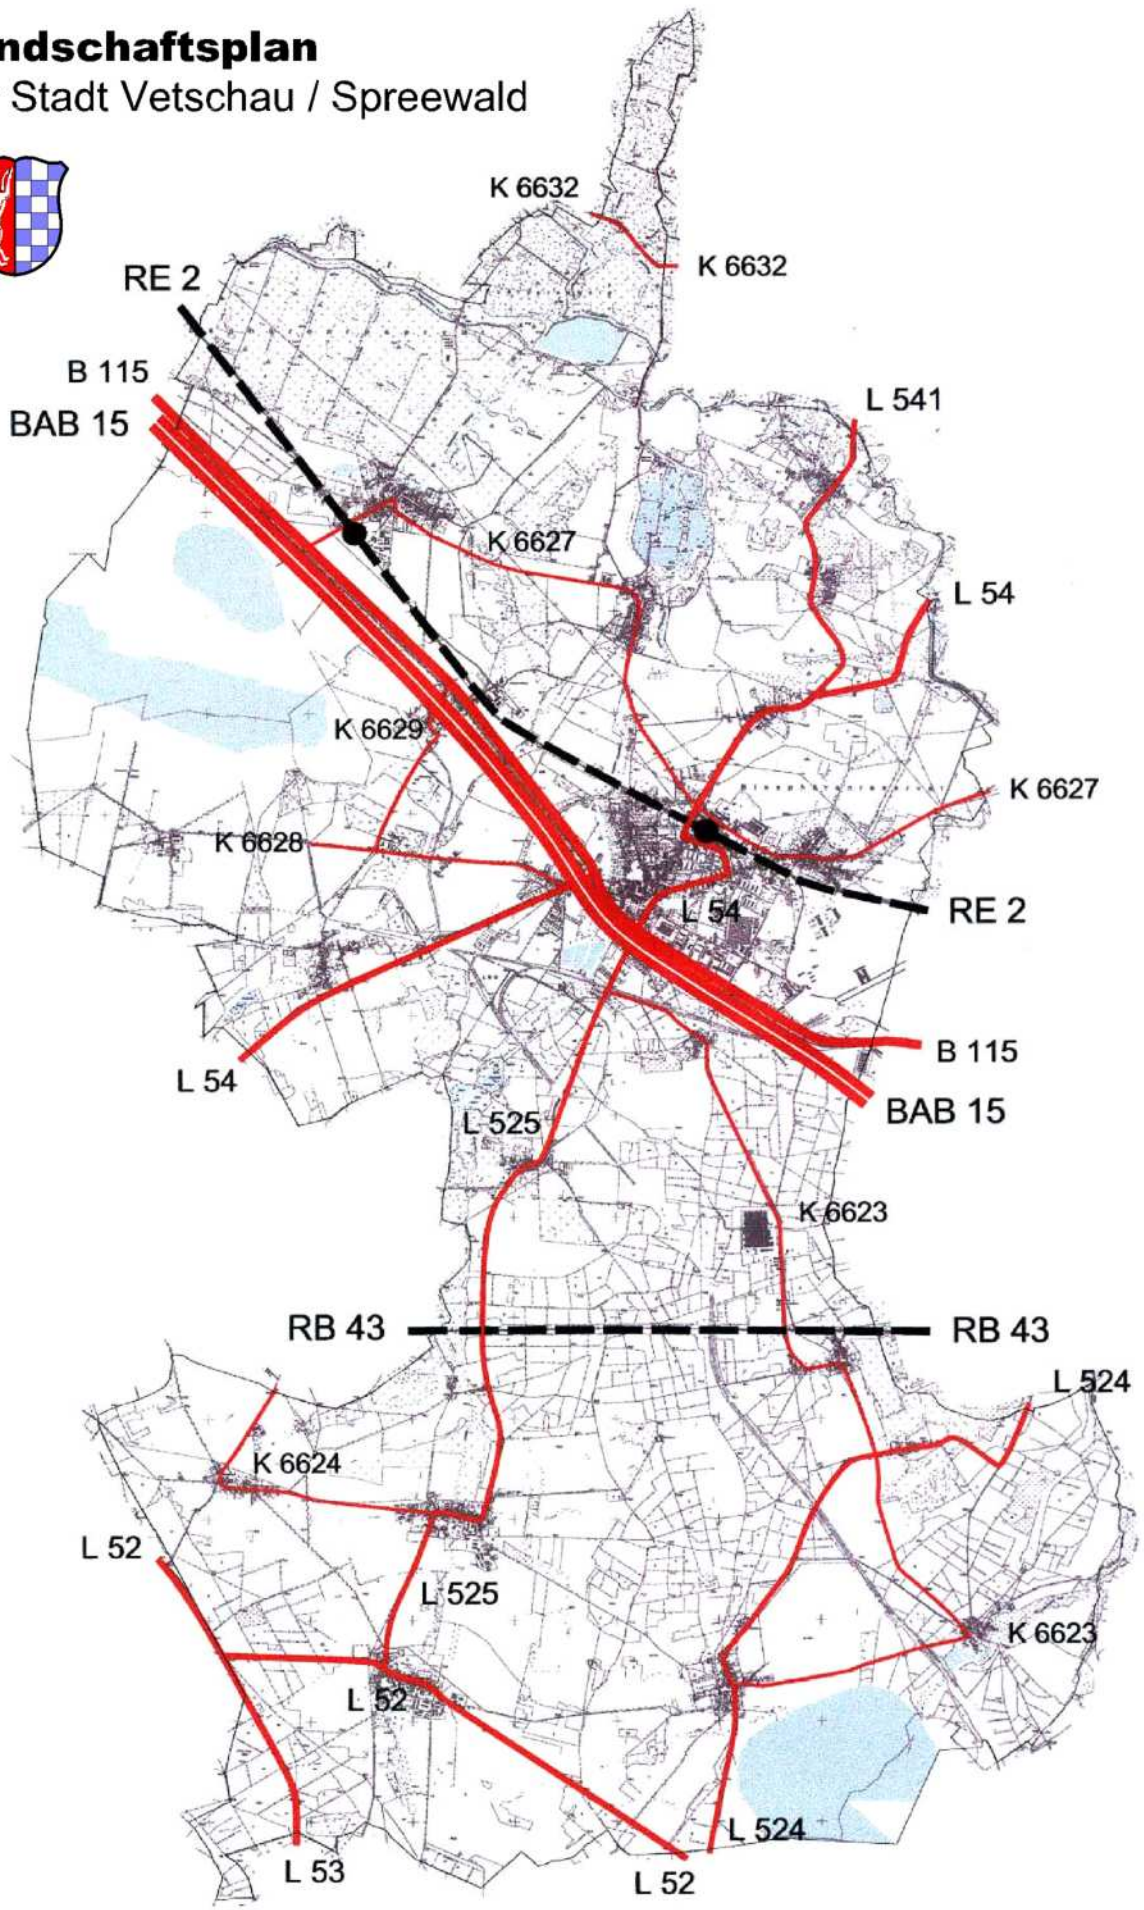 ndschaftsplan
Stadt Vetschau / Spreewald
K 6632
K 6632
RE 2
B 115
BAB 15
L 541
K 6627
L 54
K 6629
K 6627
K 6628
L 54
RE 2
B 115
L 54
BAB 15
L 525
K 6623
RB 43
RB 43
L 524
K 6624
L 52
L 525
K 6623
L 52
L 524
L 53
L 52